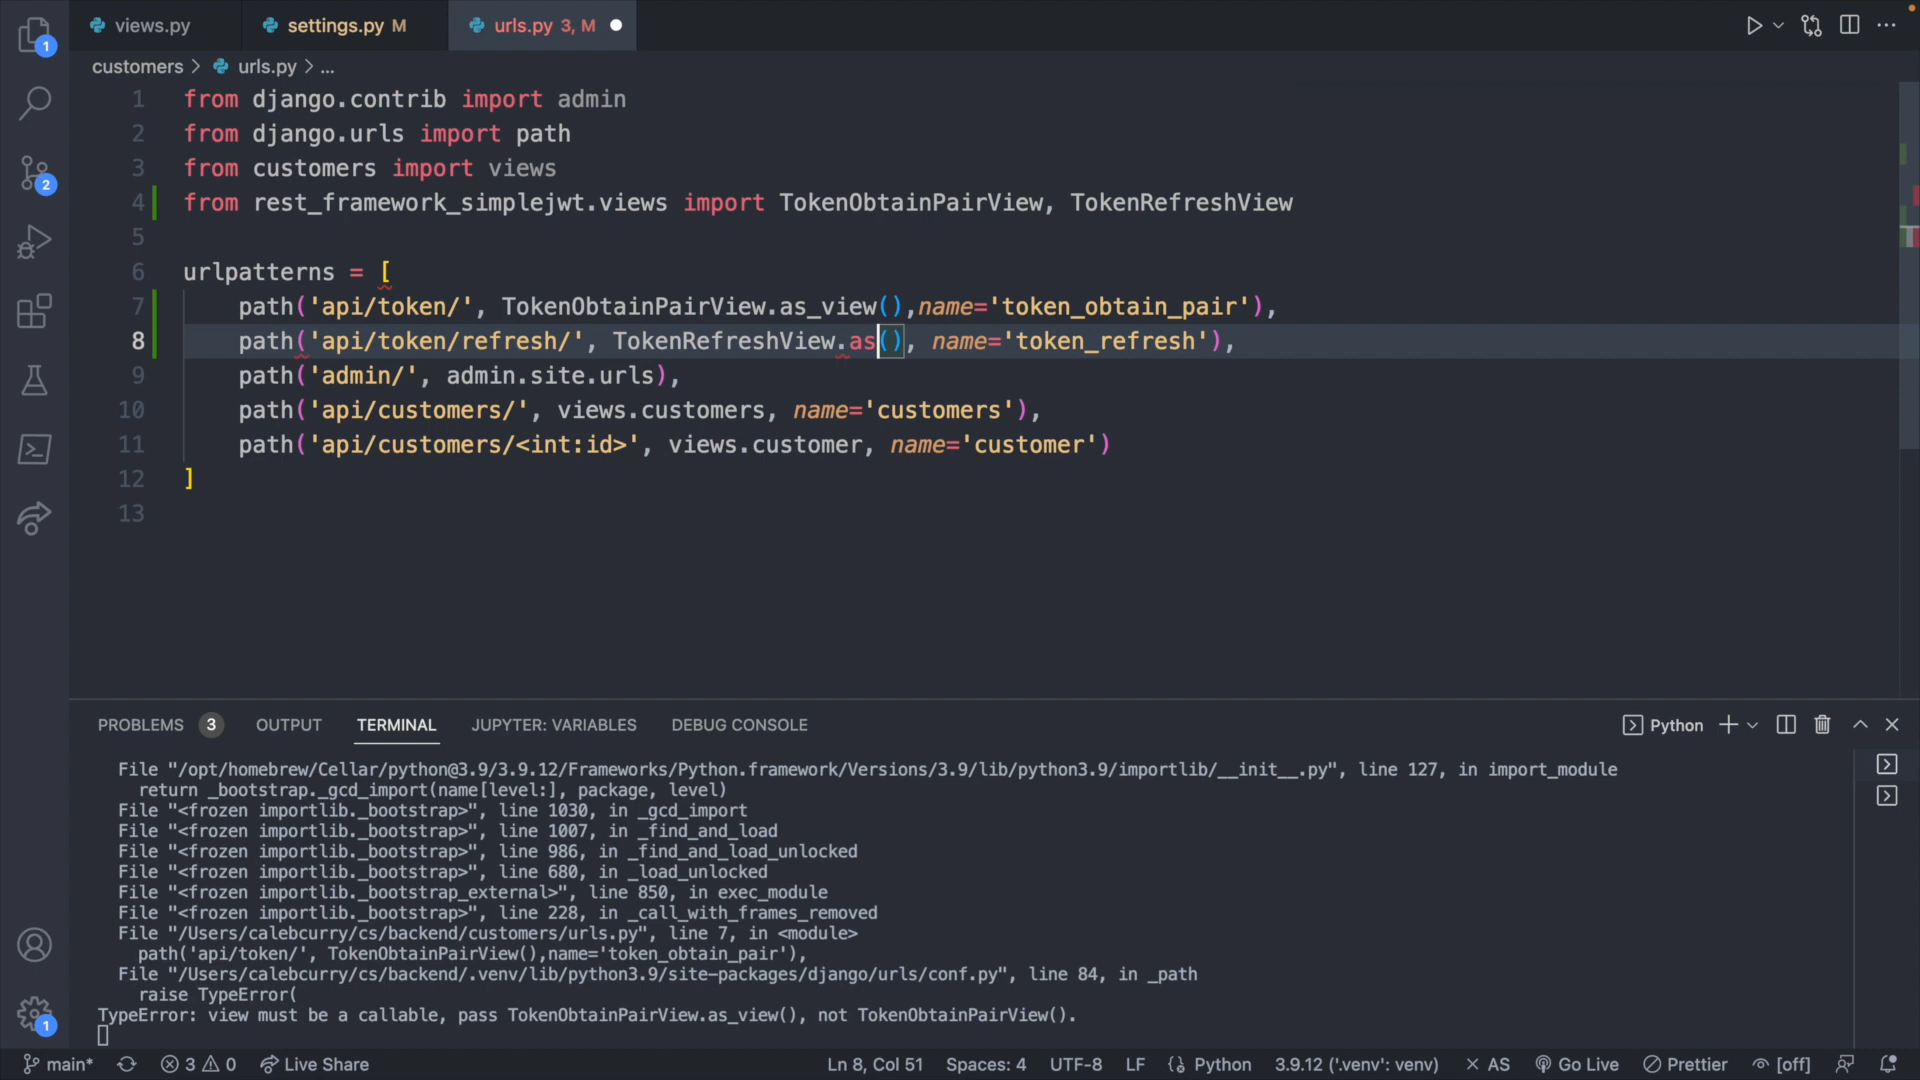 views.py
settings.py M
urls.py 3, M
customers > urls.py > ...
1 from django.contrib import admin
2 from django.urls import path
3 from customers import views
4 from rest_framework_simplejwt.views import TokenObtainPairView, TokenRefreshView
5
6 urlpatterns = [
7 path('api/token/', TokenObtainPairView.as_view(),name='token_obtain_pair'),
8 path('api/token/refresh/', TokenRefreshView.as(), name='token_refresh'),
9 path('admin/', admin.site.urls),
10 path('api/customers/', views.customers, name='customers'),
11 path('api/customers/<int:id>', views.customer, name='customer')
12 ]
13
1
2
1
PROBLEMS 3 OUTPUT TERMINAL JUPYTER: VARIABLES DEBUG CONSOLE Python
File "/opt/homebrew/Cellar/python@3.9/3.9.12/Frameworks/Python.framework/Versions/3.9/lib/python3.9/importlib/__init__.py", line 127, in import_module
return _bootstrap._gcd_import(name[level:], package, level)
File "<frozen importlib._bootstrap>", line 1030, in _gcd_import
File "<frozen importlib._bootstrap>", line 1007, in _find_and_load
File "<frozen importlib._bootstrap>", line 986, in _find_and_load_unlocked
File "<frozen importlib._bootstrap>", line 680, in _load_unlocked
File "<frozen importlib._bootstrap_external>", line 850, in exec_module
File "<frozen importlib._bootstrap>", line 228, in _call_with_frames_removed
File "/Users/calebcurry/cs/backend/customers/urls.py", line 7, in <module>
path('api/token/', TokenObtainPairView(),name='token_obtain_pair'),
File "/Users/calebcurry/cs/backend/.venv/lib/python3.9/site-packages/django/urls/conf.py", line 84, in _path
raise TypeError(
TypeError: view must be a callable, pass TokenObtainPairView.as_view(), not TokenObtainPairView().
main* 3 0 Live Share Ln 8, Col 51 Spaces: 4 UTF-8 LF Python 3.9.12 ('.venv': venv) AS Go Live Prettier [off]